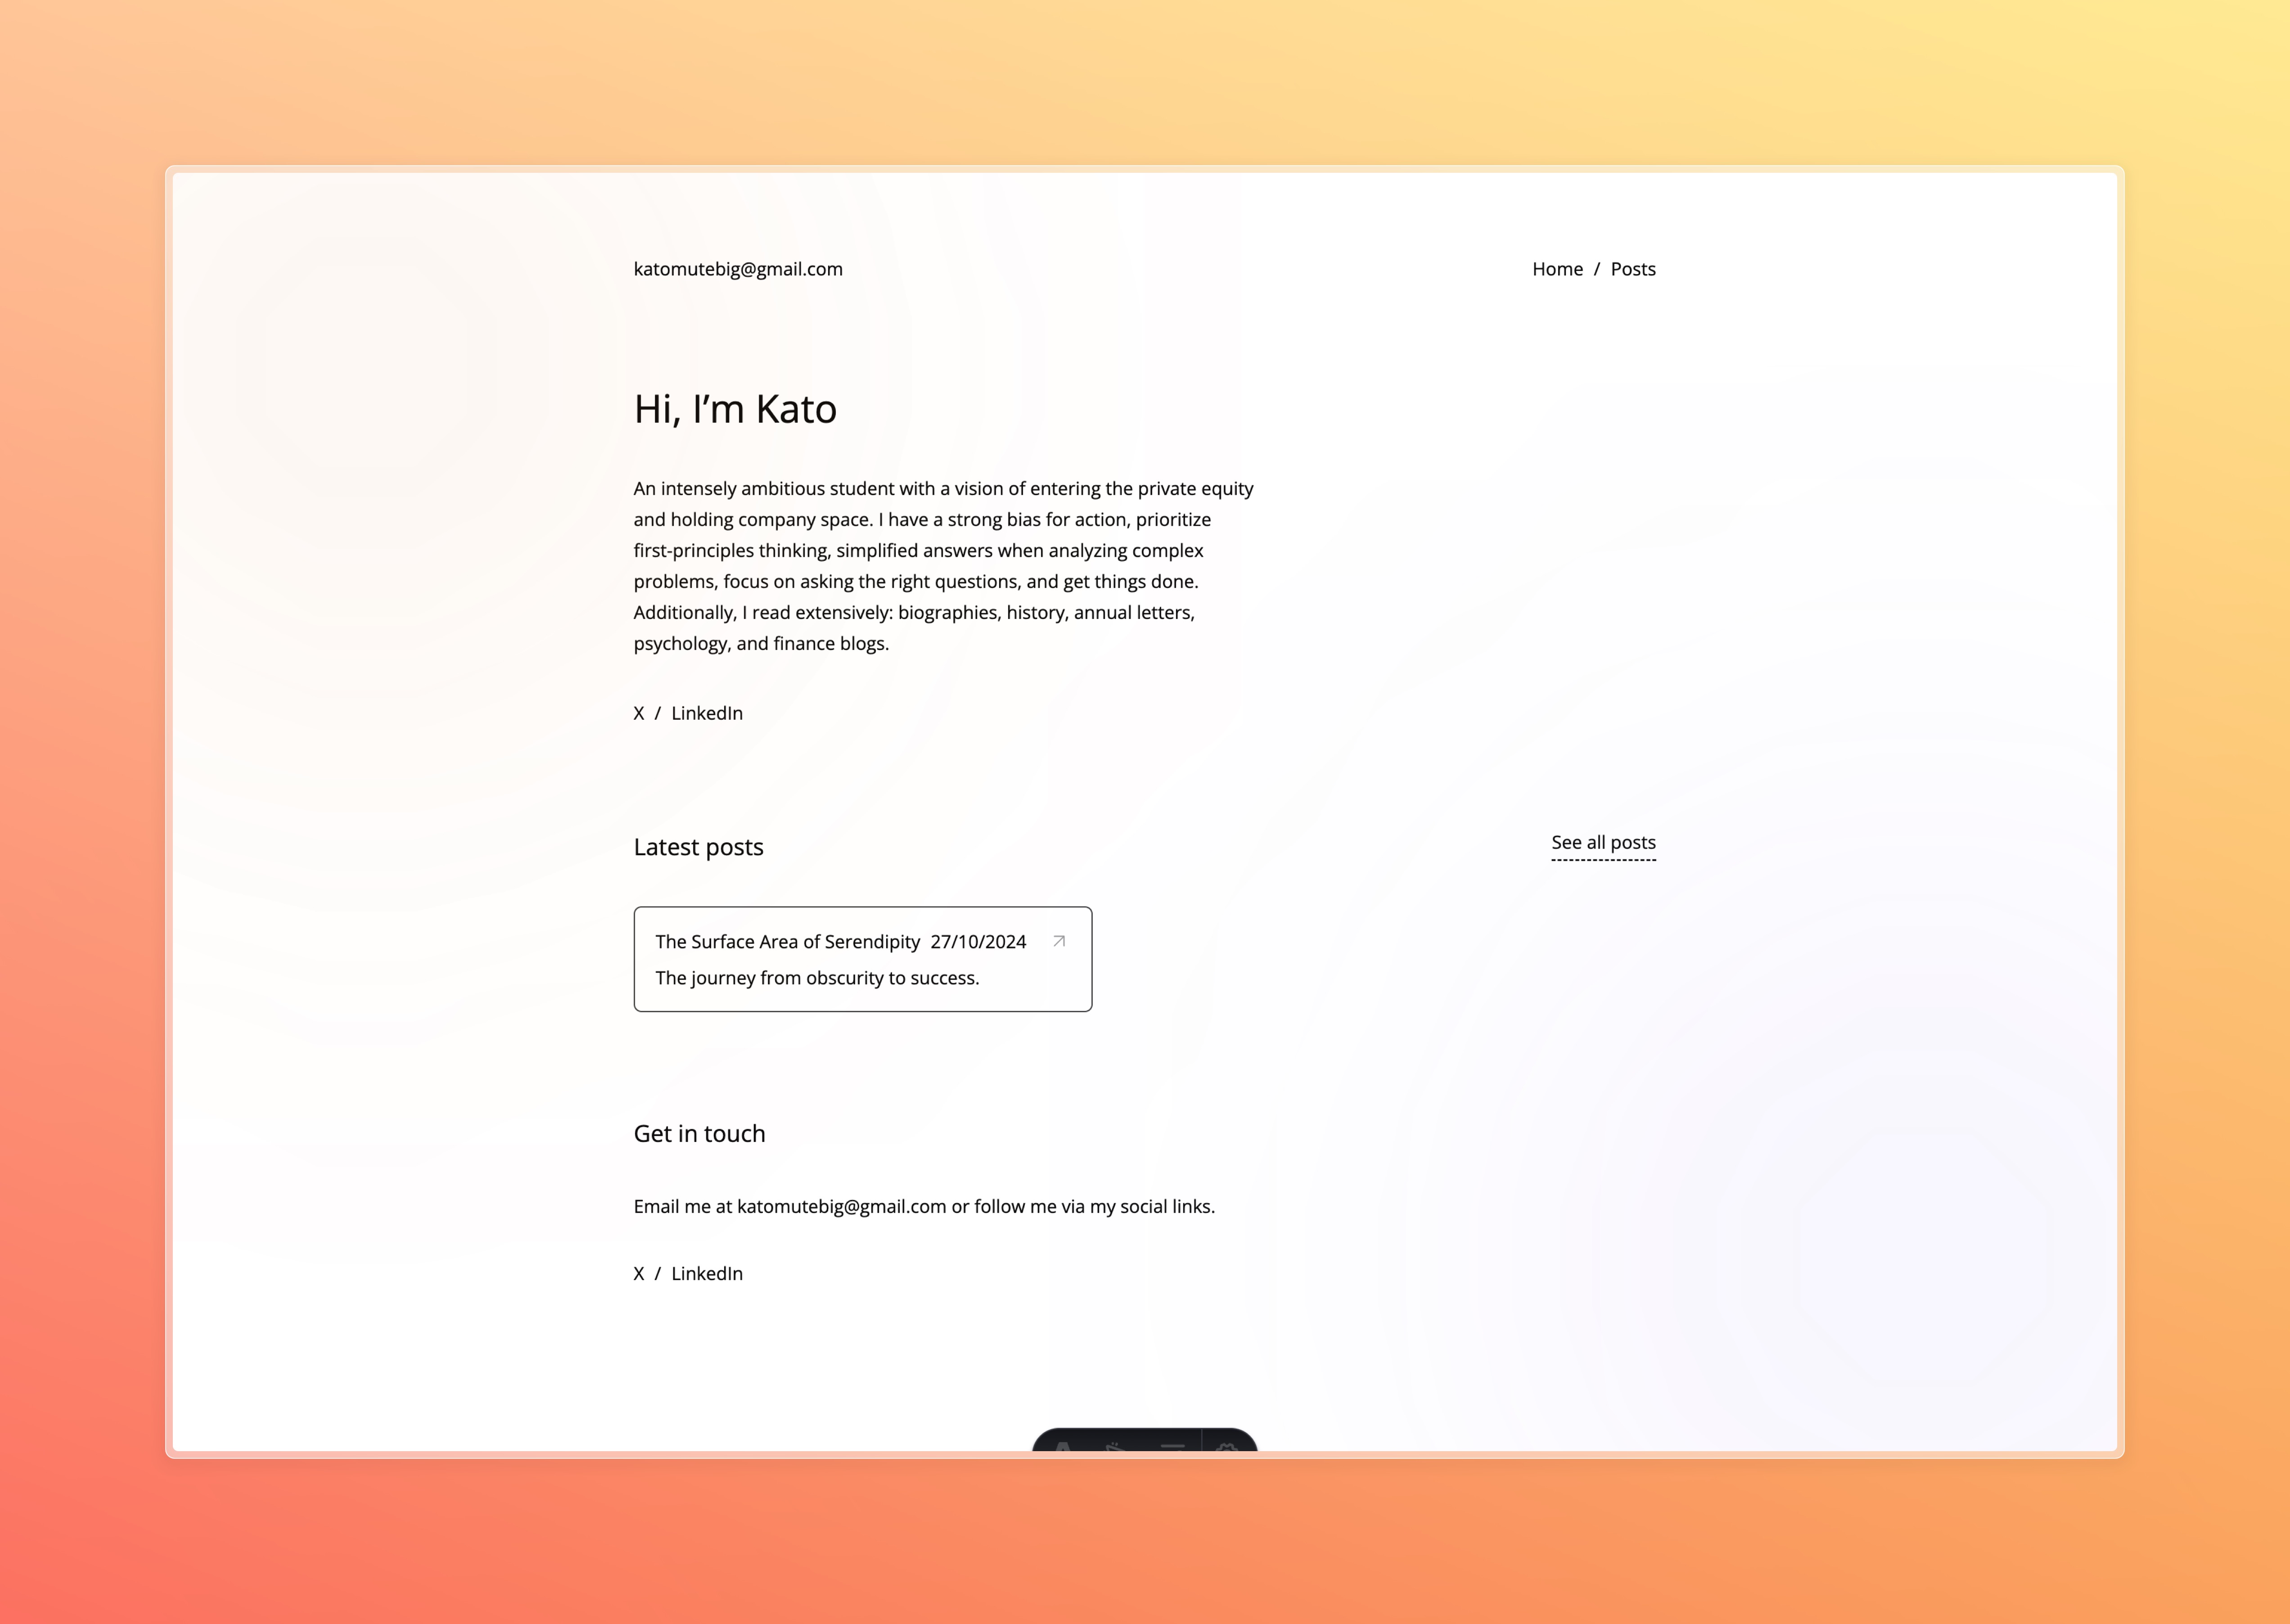 katomutebig@gmail.com
Home / Posts
Hi, I’m Kato
An intensely ambitious student with a vision of entering the private equity
and holding company space. I have a strong bias for action, prioritize
first-principles thinking, simplified answers when analyzing complex
problems, focus on asking the right questions, and get things done.
Additionally, I read extensively: biographies, history, annual letters,
psychology, and finance blogs.
X / LinkedIn
Latest posts
See all posts
The Surface Area of Serendipity 27/10/2024
The journey from obscurity to success.
Get in touch
Email me at katomutebig@gmail.com or follow me via my social links.
X / LinkedIn